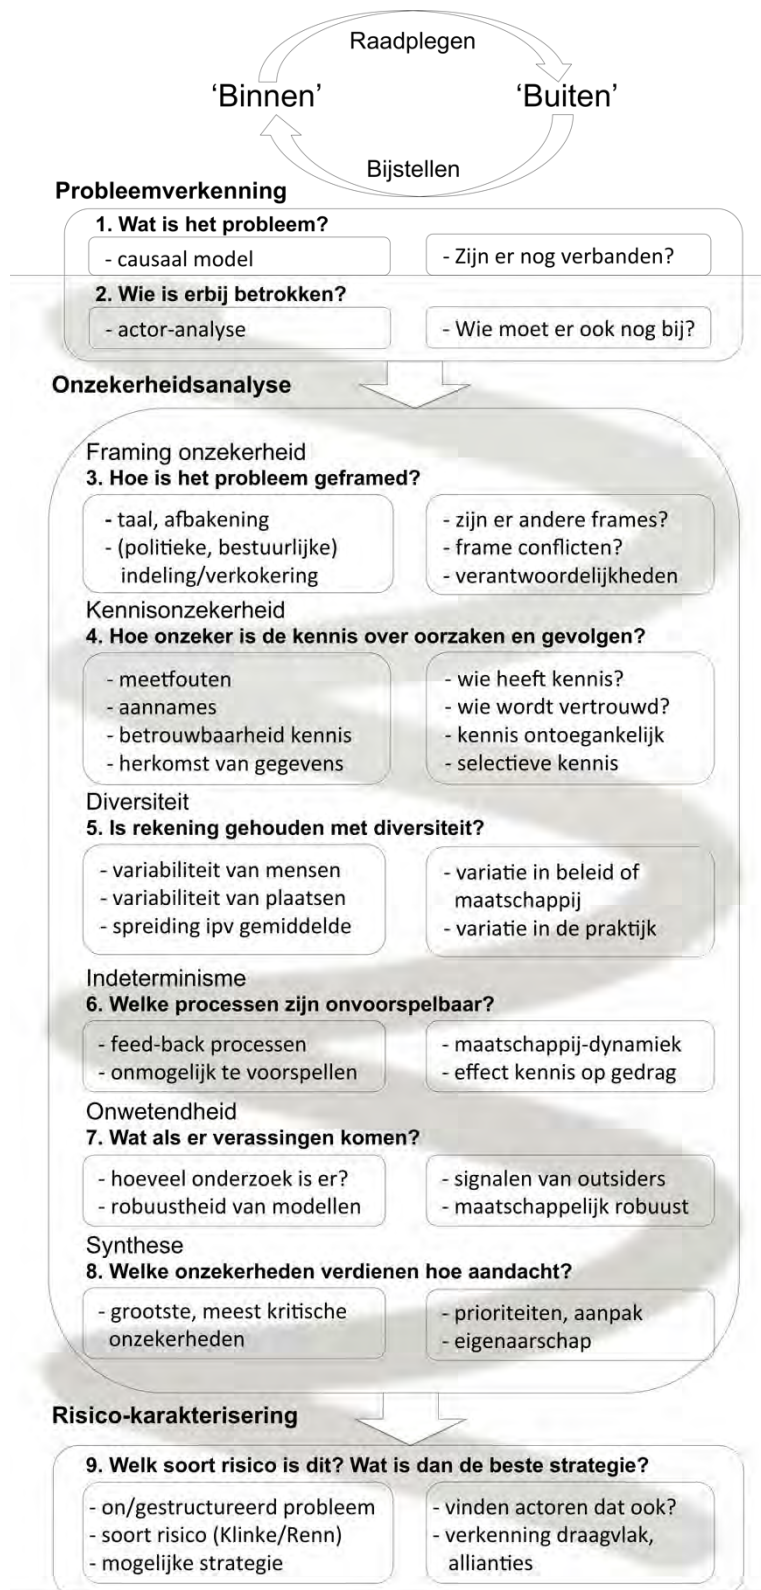 Raadplegen
‘Binnen’
‘Buiten’
Bijstellen
Probleemverkenning
1. Wat is het probleem?
- causaal model
- Zijn er nog verbanden?
2. Wie is erbij betrokken?
- actor-analyse
- Wie moet er ook nog bij?
Onzekerheidsanalyse
Framing onzekerheid
3. Hoe is het probleem geframed?
- taal, afbakening
- (politieke, bestuurlijke)
indeling/verkokering
- zijn er andere frames?
- frame conflicten?
- verantwoordelijkheden
Kennisonzekerheid
4. Hoe onzeker is de kennis over oorzaken en gevolgen?
- meetfouten
- aannames
- betrouwbaarheid kennis
- herkomst van gegevens
- wie heeft kennis?
- wie wordt vertrouwd?
- kennis ontoegankelijk
- selectieve kennis
Diversiteit
5. Is rekening gehouden met diversiteit?
- variabiliteit van mensen
- variabiliteit van plaatsen
- spreiding ipv gemiddelde
- variatie in beleid of
maatschappij
- variatie in de praktijk
Indeterminisme
6. Welke processen zijn onvoorspelbaar?
- feed-back processen
- onmogelijk te voorspellen
- maatschappij-dynamiek
- effect kennis op gedrag
Onwetendheid
7. Wat als er verassingen komen?
- hoeveel onderzoek is er?
- robuustheid van modellen
- signalen van outsiders
- maatschappelijk robuust
Synthese
8. Welke onzekerheden verdienen hoe aandacht?
- grootste, meest kritische
onzekerheden
- prioriteiten, aanpak
- eigenaarschap
Risico-karakterisering
9. Welk soort risico is dit? Wat is dan de beste strategie?
- on/gestructureerd probleem
- soort risico (Klinke/Renn)
- mogelijke strategie
- vinden actoren dat ook?
- verkenning draagvlak,
allianties